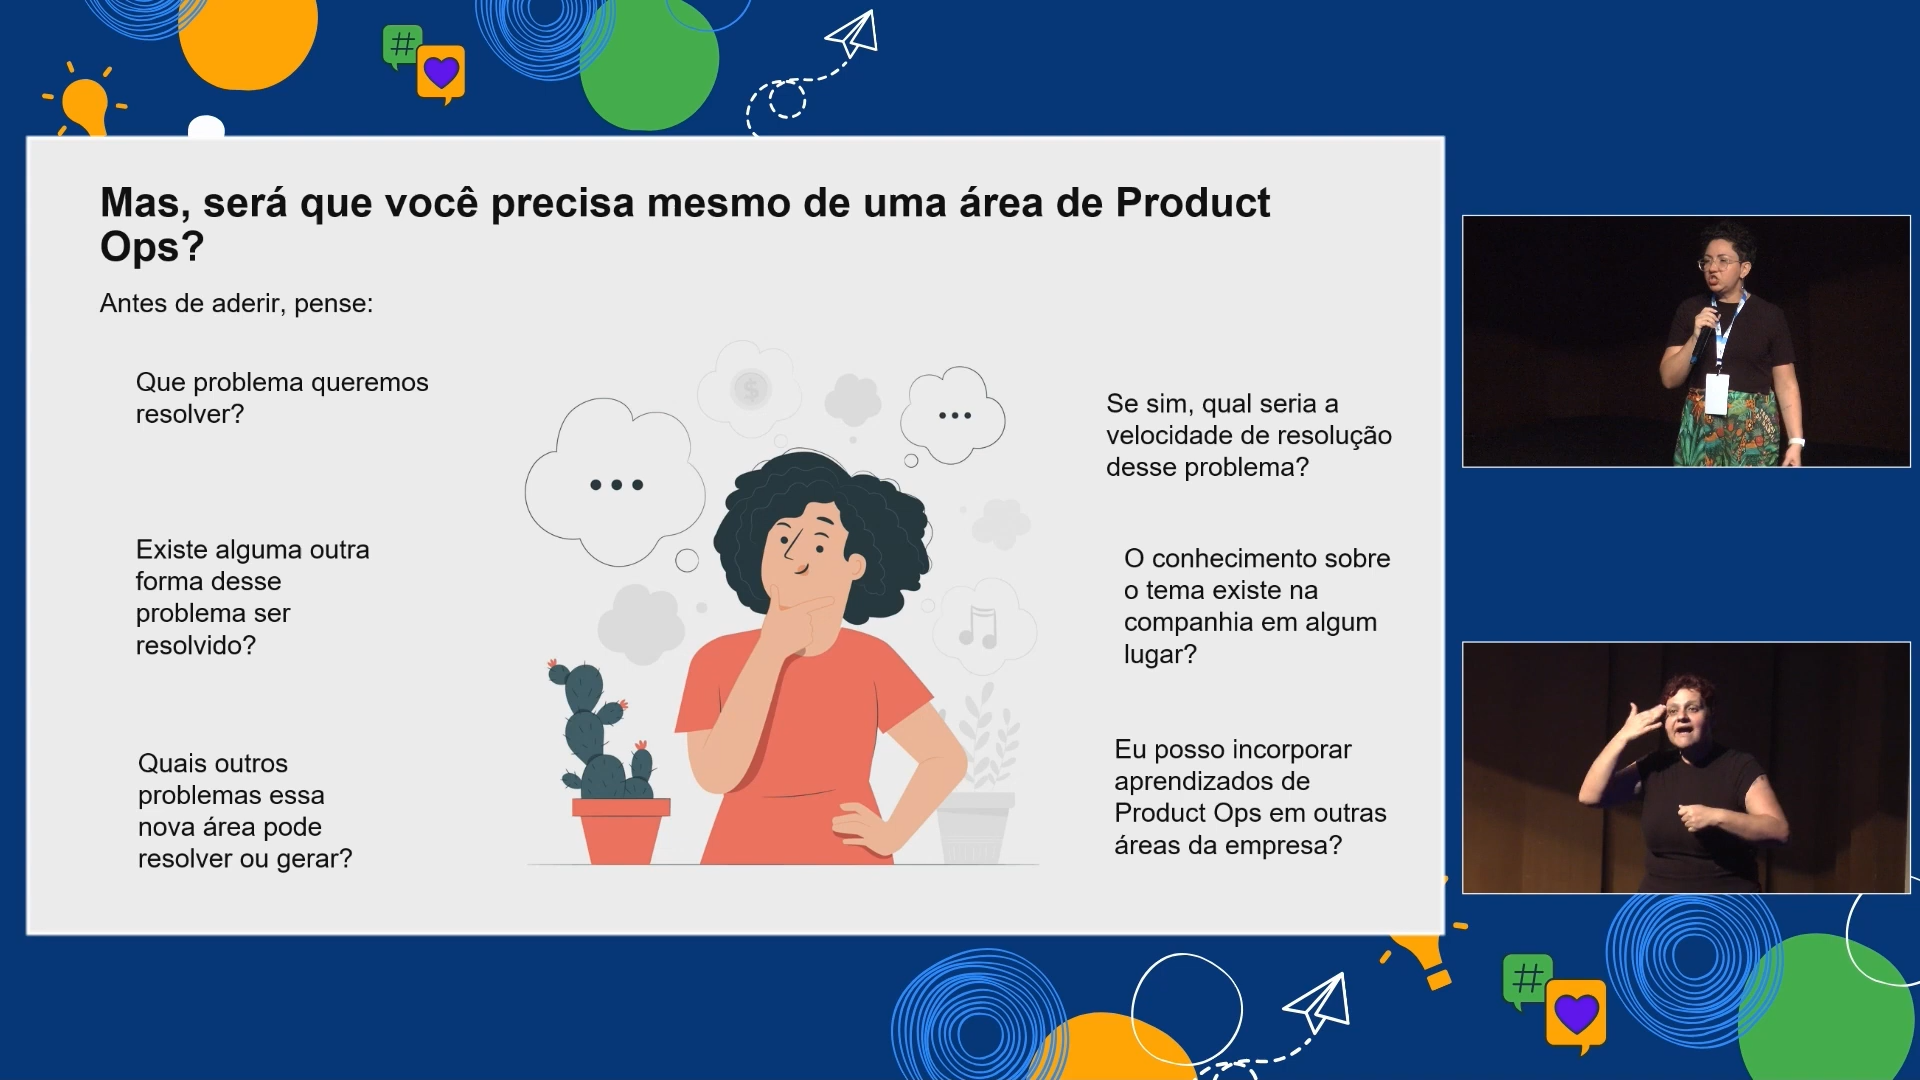 Mas, será que você precisa mesmo de uma área de Product
Ops?
Antes de aderir, pense:
Que problema queremos
resolver?
Existe alguma outra
forma desse
problema ser
resolvido?
Quais outros
problemas essa
nova área pode
resolver ou gerar?
Se sim, qual seria a
velocidade de resolução
desse problema?
O conhecimento sobre
o tema existe na
companhia em algum
lugar?
Eu posso incorporar
aprendizados de
Product Ops em outras
áreas da empresa?